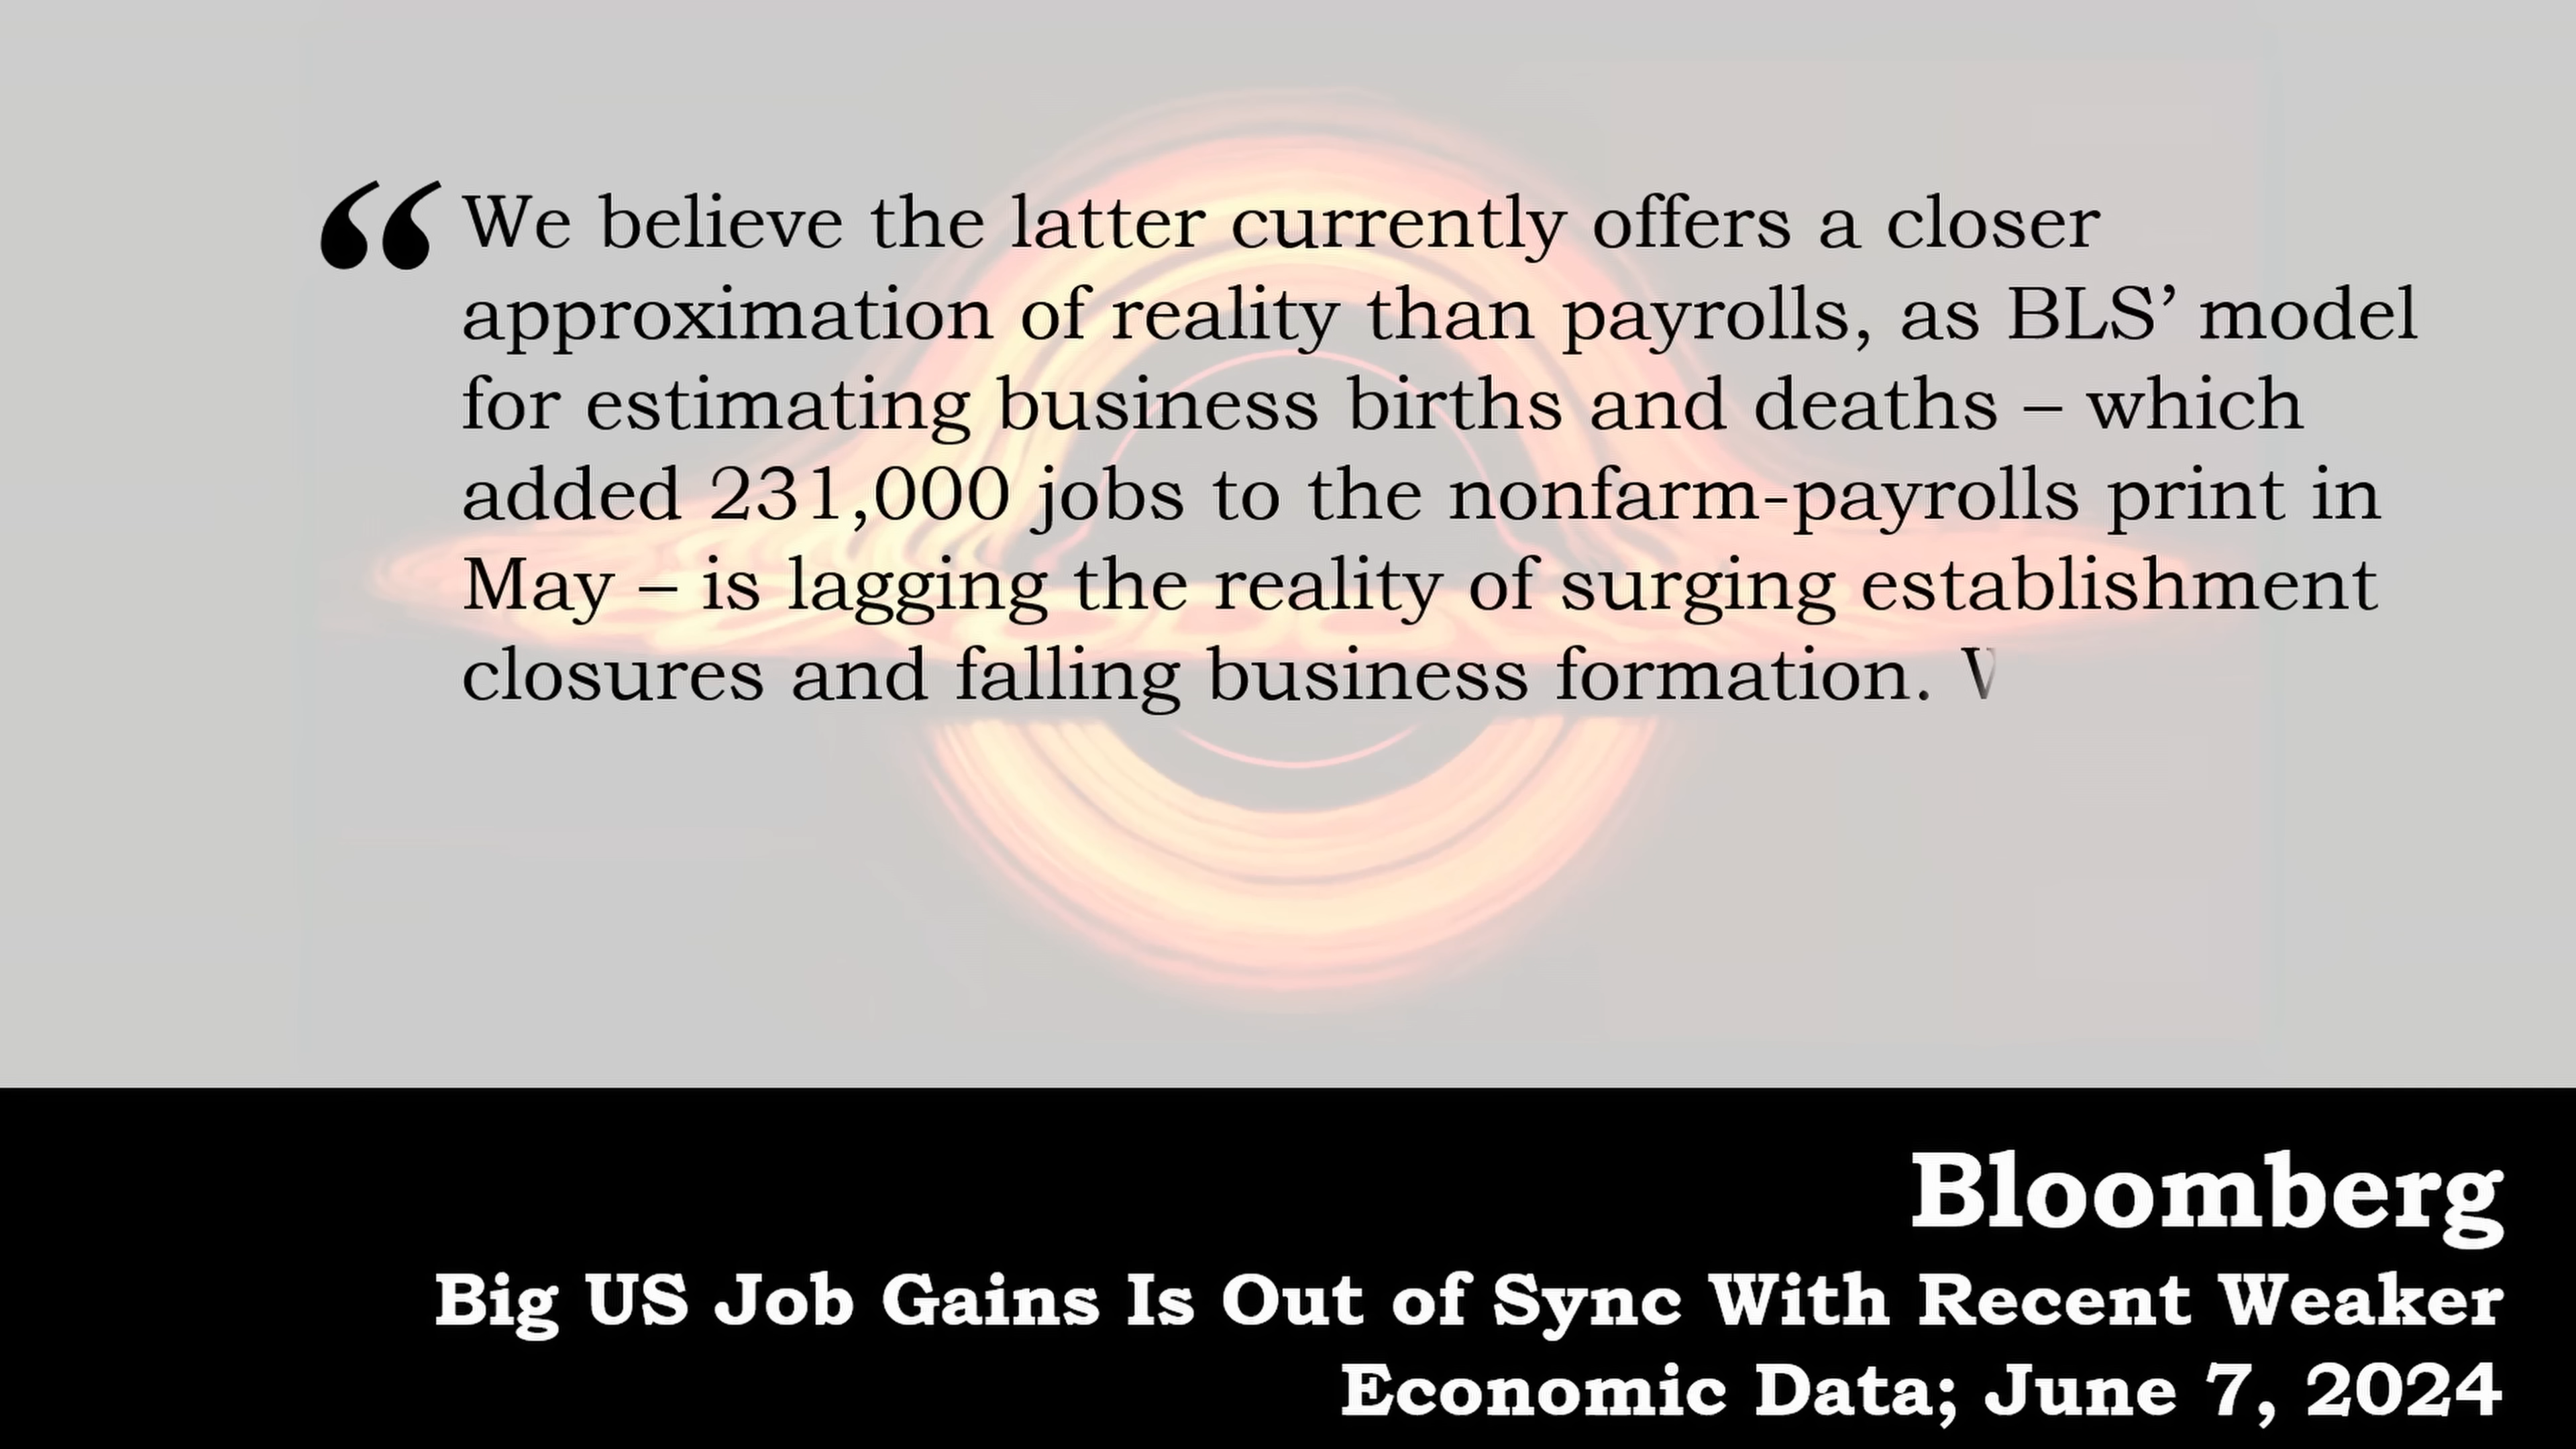 “We believe the latter currently offers a closer
approximation of reality than payrolls, as BLS’ model
for estimating business births and deaths – which
added 231,000 jobs to the nonfarm-payrolls print in
May – is lagging the reality of surging establishment
closures and falling business formation.
Bloomberg
Big US Job Gains Is Out of Sync With Recent Weaker
Economic Data; June 7, 2024